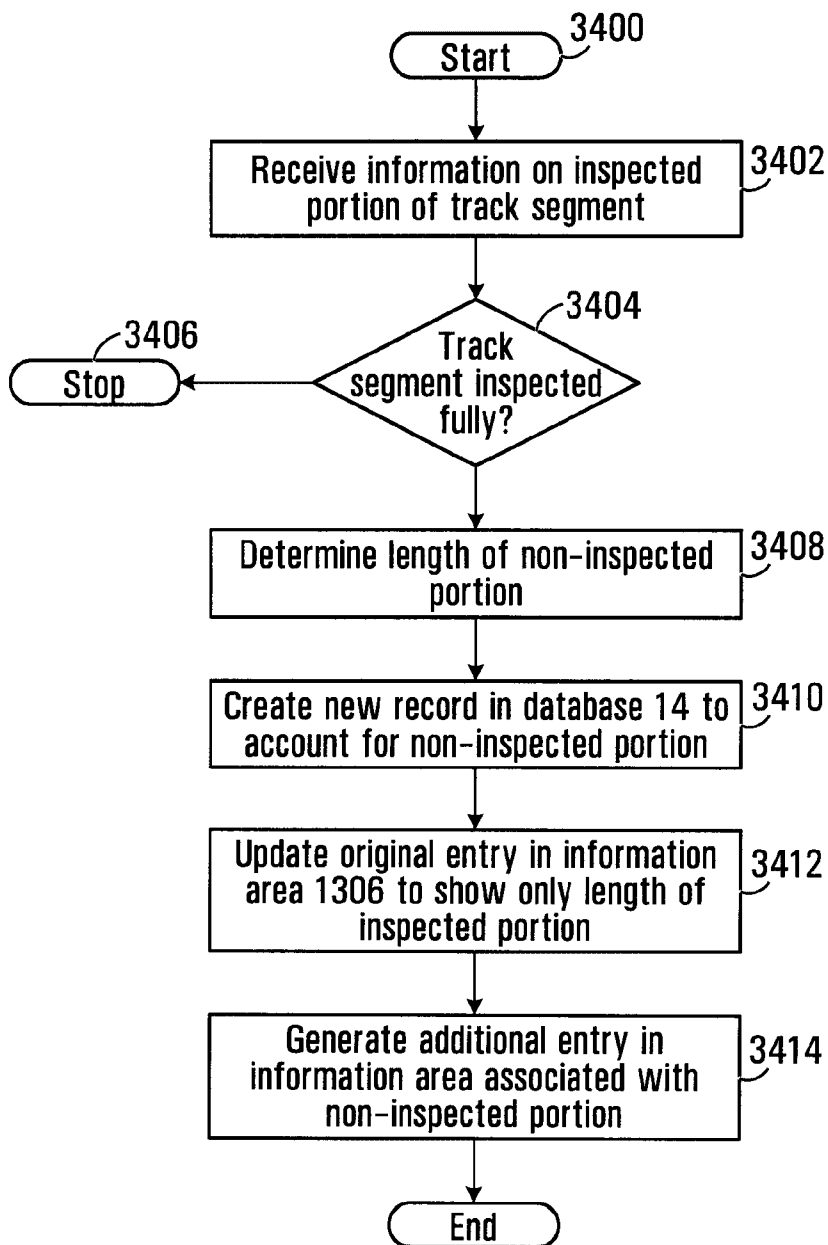 Start
3400
Receive information on inspected
portion of track segment
3402
3404
Track
segment inspected
fully?
3406
Stop
Determine length of non-inspected
portion
3408
Create new record in database 14 to
account for non-inspected portion
3410
Update original entry in information
area 1306 to show only length of
inspected portion
3412
Generate additional entry in
information area associated with
non-inspected portion
3414
End